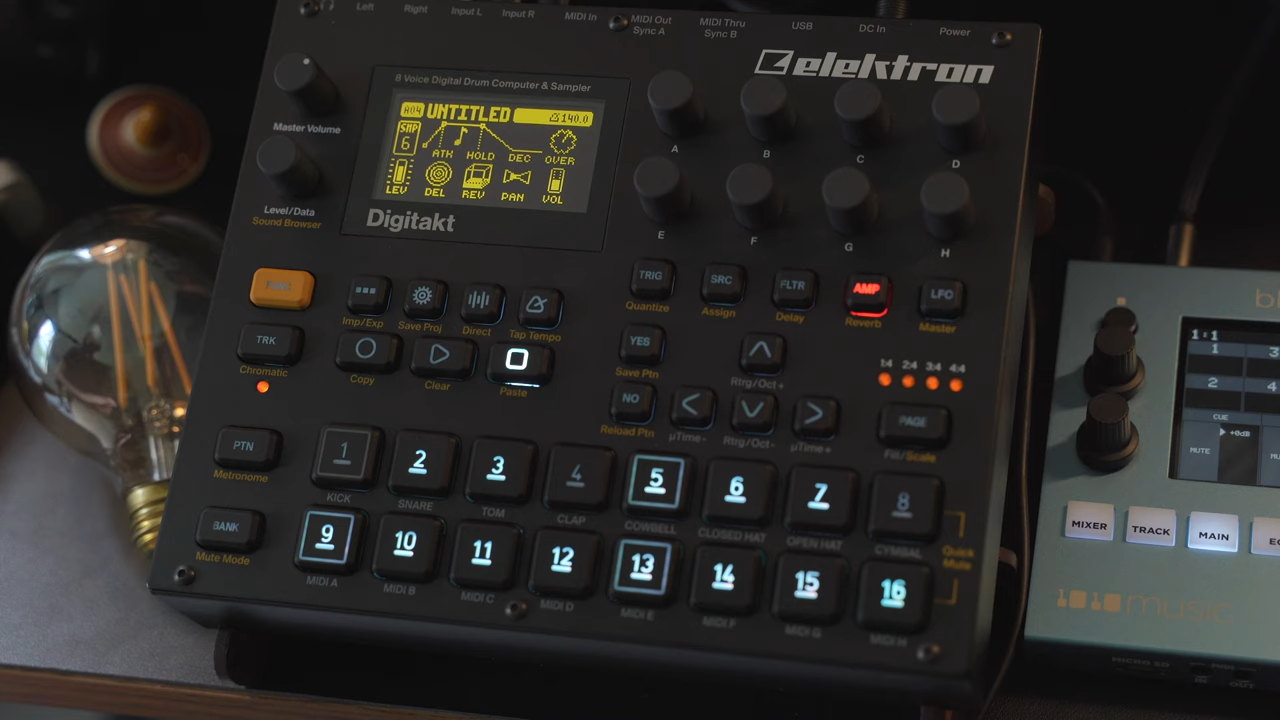 Left Right Input L Input R MIDI In MIDI Out MIDI Thru USB DC In Power
Sync A Sync B
elektron
8 Voice Digital Drum Computer & Sampler
A04 UNTITLED 140.0
SMP
6
ATK HOLD DEC OVER
LEV DEL REV PAN VOL
Digitakt
Master Volume
Level/Data
Sound Browser
A B C D
E F G H
TRIG SRC FLTR AMP LFO
Quantize Assign Delay Reverb Master
Imp/Exp Save Proj Direct Tap Tempo
TRK
Chromatic
Copy Clear Paste
YES
Save Ptn
Rtrg/Oct+
NO
Reload Ptn
µTime- Rtrg/Oct- µTime+
1:4 2:4 3:4 4:4
PAGE
Fill/Scale
PTN
Metronome
1 2 3 4 5 6 7 8
KICK SNARE TOM CLAP COWBELL CLOSED HAT OPEN HAT CYMBAL
Quick
Mute
BANK
Mute Mode
9 10 11 12 13 14 15 16
MIDI A MIDI B MIDI C MIDI D MIDI E MIDI F MIDI G MIDI H
1:1
1 3
2 4
CUE
+0dB
MUTE
MIXER TRACK MAIN
1010music
MICRO SD